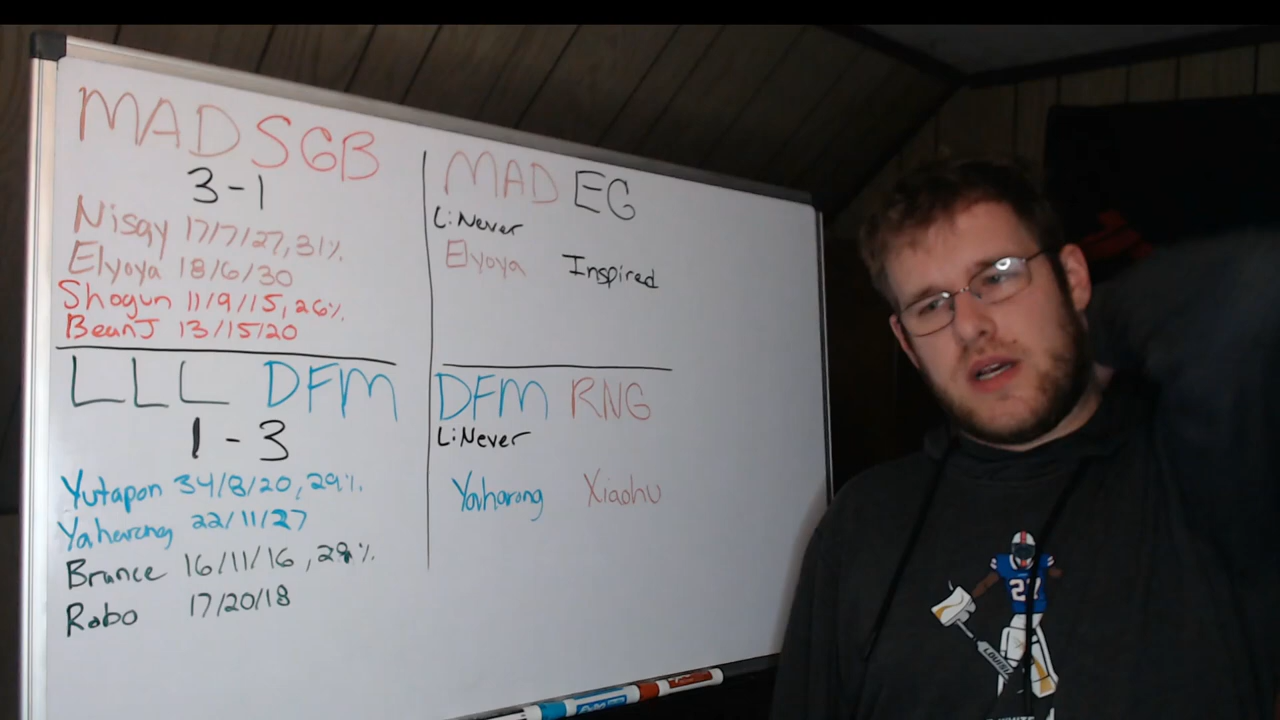 MAD SGB
3-1
Nisqy 17/7/27, 31%
Elyoya 18/6/30
Shogun 11/9/15, 26%
BeanJ 13/15/20
LLL DFM
1-3
Yutapon 34/8/20, 29%
Yaharong 22/11/27
Brance 16/11/16, 28%
Robo 17/20/18
MAD EG
L:Never
Elyoya Inspired
DFM RNG
L:Never
Yaharong Xiaohu
27